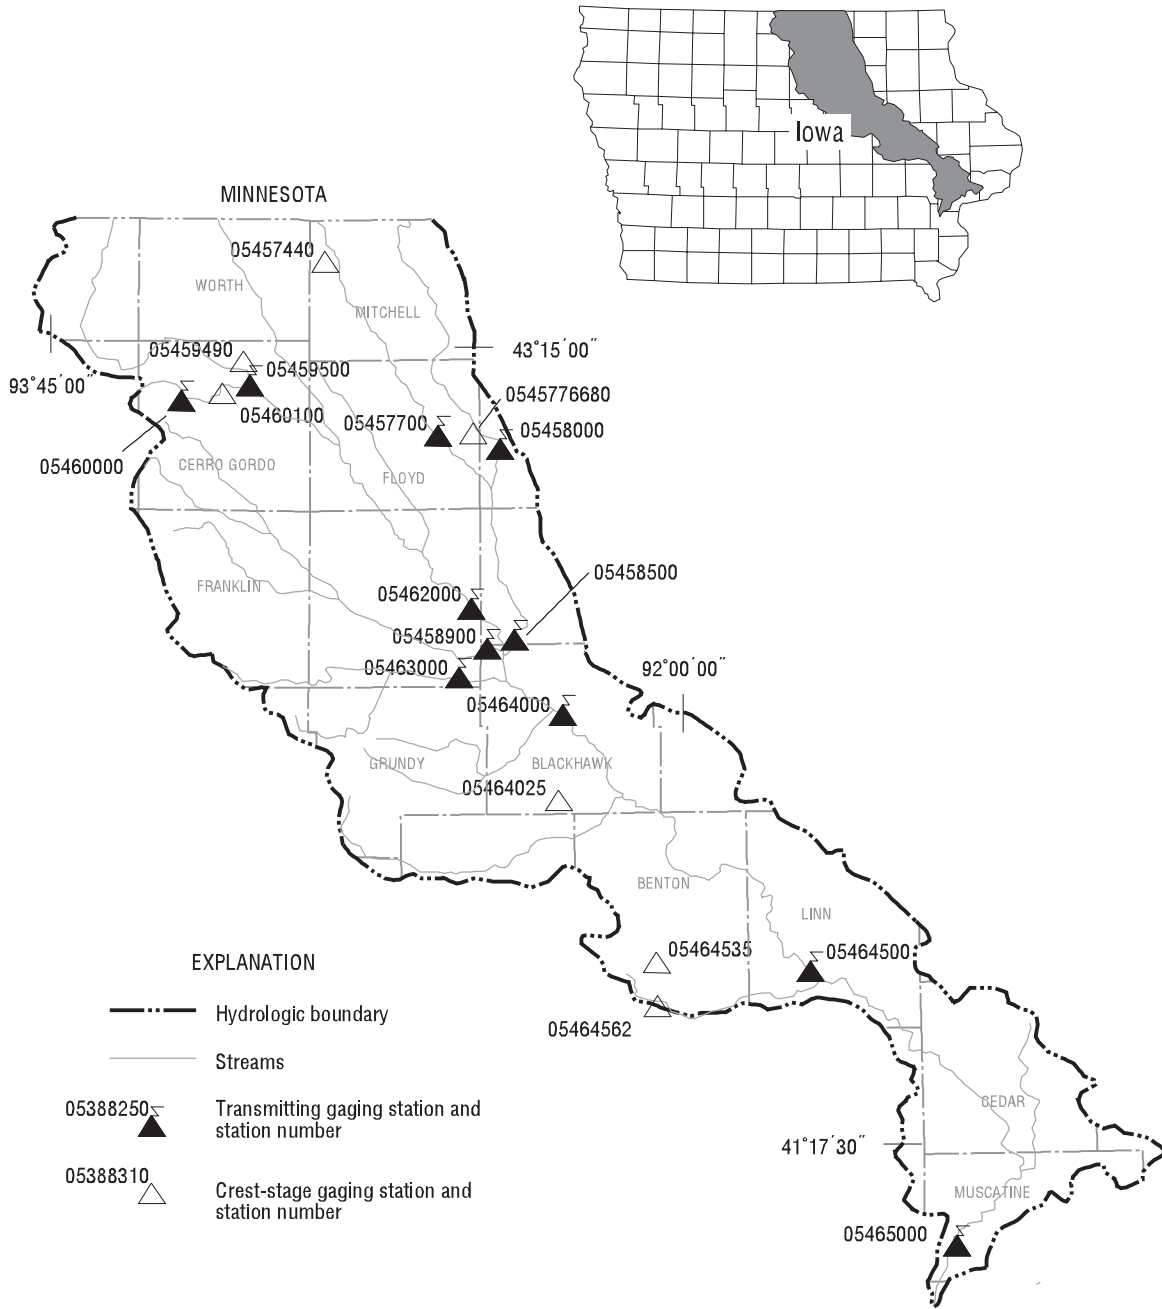 Iowa
MINNESOTA
05457440
WORTH
MITCHELL
05459490
43°15′00″
05459500
93°45′00″
0545776680
05460100
05457700
05458000
05460000
CERRO GORDO
FLOYD
05458500
FRANKLIN
05462000
05458900
05463000
92°00′00″
05464000
GRUNDY
BLACKHAWK
05464025
BENTON
LINN
05464535
05464500
EXPLANATION
Hydrologic boundary
05464562
Streams
CEDAR
05388250
Transmitting gaging station and
station number
41°17′30″
05388310
Crest-stage gaging station and
station number
MUSCATINE
05465000